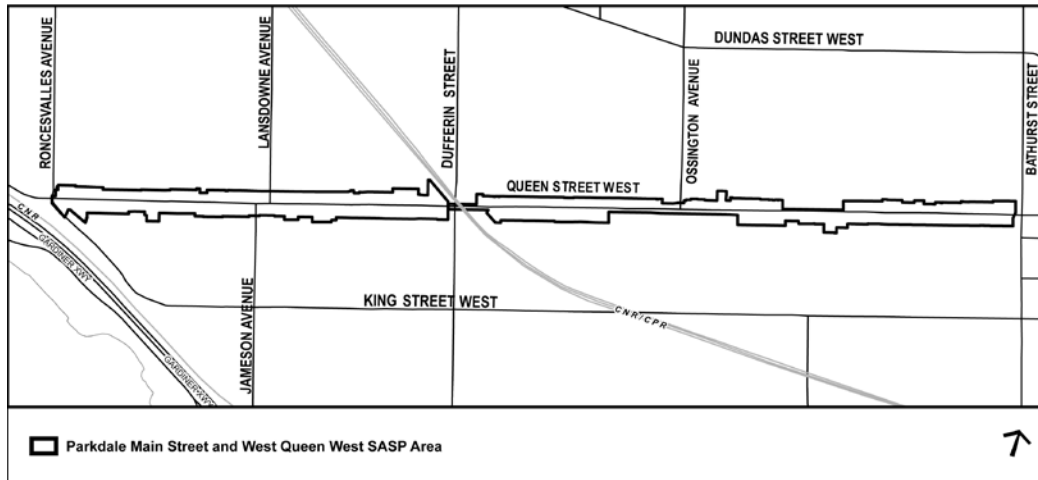 DUNDAS STREET WEST
RONCESVALLES AVENUE
LANSDOWNE AVENUE
DUFFERIN STREET
OSSINGTON AVENUE
BATHURST STREET
QUEEN STREET WEST
CNR
GARDINER XWY
JAMESON AVENUE
KING STREET WEST
CNR/CPR
GARDINER XWY
Parkdale Main Street and West Queen West SASP Area